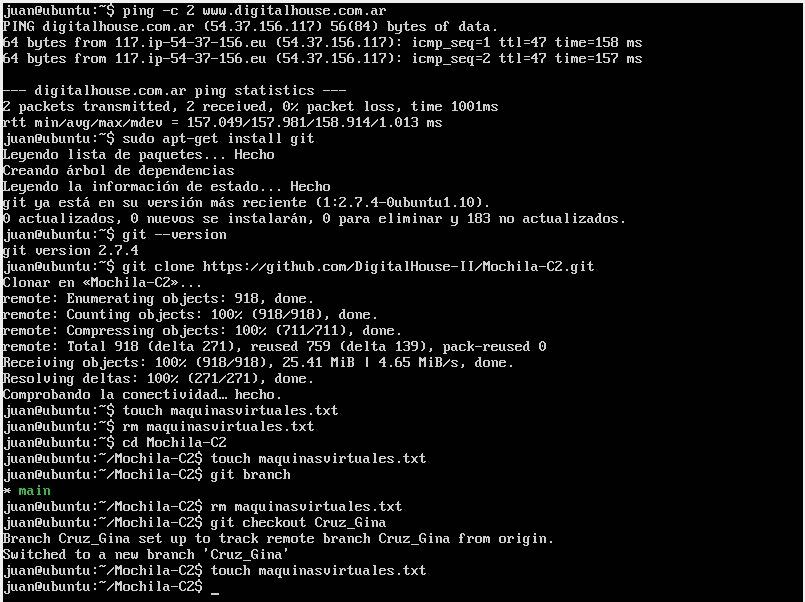 juan@ubuntu:~$ ping -c 2 www.digitalhouse.com.ar
PING digitalhouse.com.ar (54.37.156.117) 56(84) bytes of data.
64 bytes from 117.ip-54-37-156.eu (54.37.156.117): icmp_seq=1 ttl=47 time=158 ms
64 bytes from 117.ip-54-37-156.eu (54.37.156.117): icmp_seq=2 ttl=47 time=157 ms
--- digitalhouse.com.ar ping statistics ---
2 packets transmitted, 2 received, 0% packet loss, time 1001ms
rtt min/avg/max/mdev = 157.049/157.981/158.914/1.013 ms
juan@ubuntu:~$ sudo apt-get install git
Leyendo lista de paquetes... Hecho
Creando árbol de dependencias
Leyendo la información de estado... Hecho
git ya está en su versión más reciente (1:2.7.4-0ubuntu1.10).
0 actualizados, 0 nuevos se instalarán, 0 para eliminar y 183 no actualizados.
juan@ubuntu:~$ git --version
git version 2.7.4
juan@ubuntu:~$ git clone https://github.com/DigitalHouse-II/Mochila-C2.git
Clonar en «Mochila-C2»...
remote: Enumerating objects: 918, done.
remote: Counting objects: 100% (918/918), done.
remote: Compressing objects: 100% (711/711), done.
remote: Total 918 (delta 271), reused 759 (delta 139), pack-reused 0
Receiving objects: 100% (918/918), 25.41 MiB | 4.65 MiB/s, done.
Resolving deltas: 100% (271/271), done.
Comprobando la conectividad… hecho.
juan@ubuntu:~$ touch maquinasvirtuales.txt
juan@ubuntu:~$ rm maquinasvirtuales.txt
juan@ubuntu:~$ cd Mochila-C2
juan@ubuntu:~/Mochila-C2$ touch maquinasvirtuales.txt
juan@ubuntu:~/Mochila-C2$ git branch
* main
juan@ubuntu:~/Mochila-C2$ rm maquinasvirtuales.txt
juan@ubuntu:~/Mochila-C2$ git checkout Cruz_Gina
Branch Cruz_Gina set up to track remote branch Cruz_Gina from origin.
Switched to a new branch 'Cruz_Gina'
juan@ubuntu:~/Mochila-C2$ touch maquinasvirtuales.txt
juan@ubuntu:~/Mochila-C2$ _